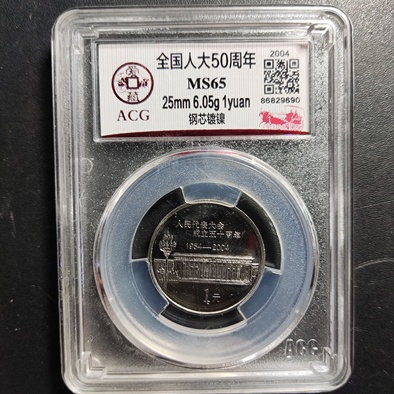 全国人大50周年
MS65
25mm 6.05g 1yuan
钢芯镀镍
ACG
2004
86829690
人民代表大会
成立五十周年
1954—2004
1元
ACG